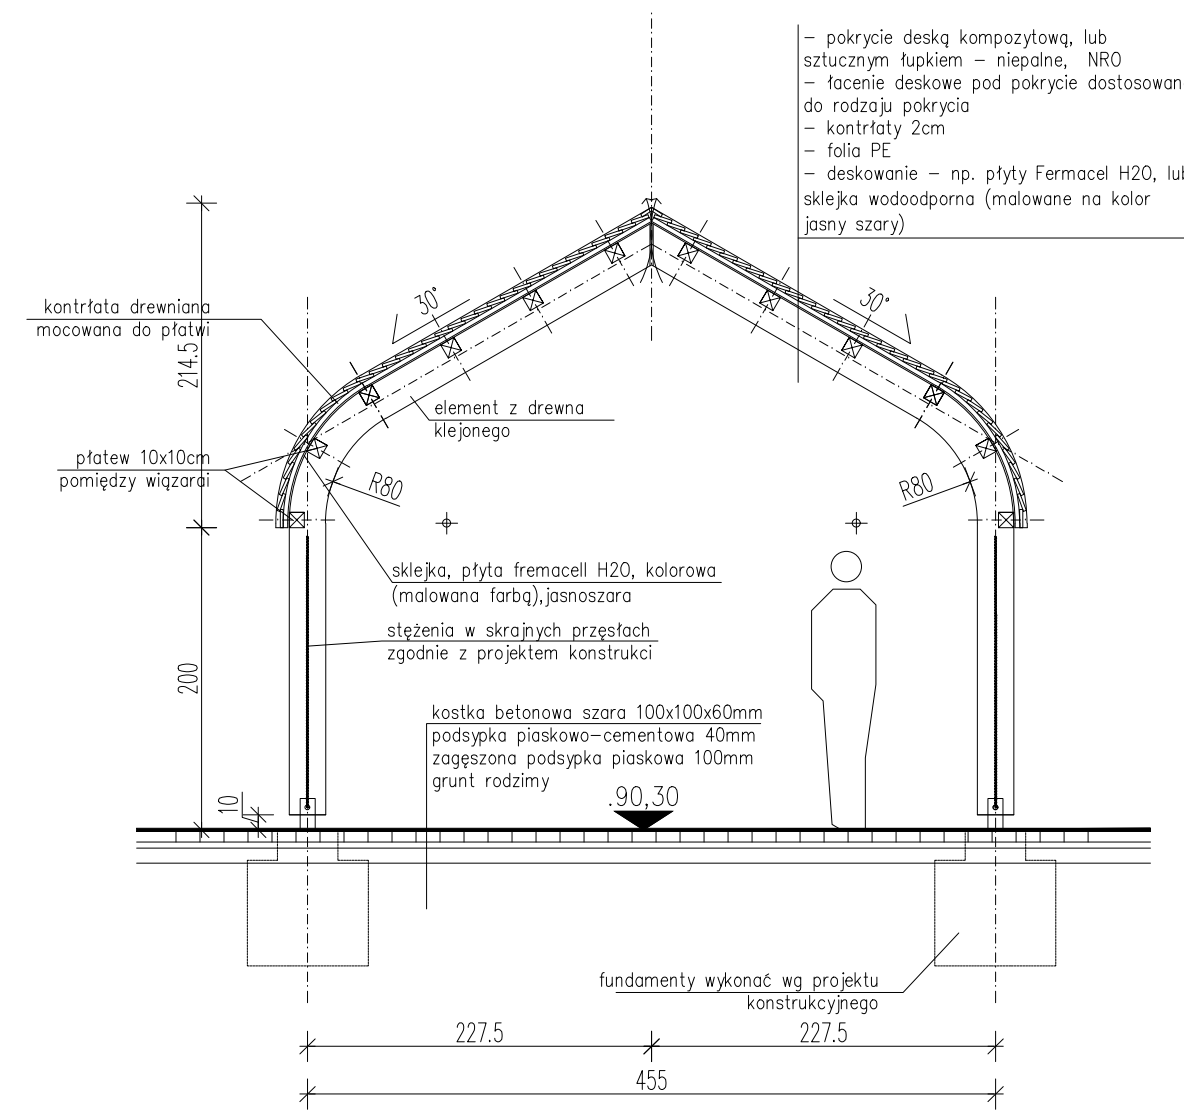 – pokrycie deską kompozytową, lub
sztucznym łupkiem – niepalne, NRO
– łacenie deskowe pod pokrycie dostosowan
do rodzaju pokrycia
– kontrłaty 2cm
– folia PE
– deskowanie – np. płyty Fermacel H2O, lub
sklejka wodoodporna (malowane na kolor
jasny szary)
kontrłata drewniana
mocowana do płatwi
214.5
30°
30°
element z drewna
klejonego
płatew 10x10cm
pomiędzy wiązarai
R80
R80
sklejka, płyta fremacell H2O, kolorowa
(malowana farbą),jasnoszara
stężenia w skrajnych przęsłach
zgodnie z projektem konstrukci
200
kostka betonowa szara 100x100x60mm
podsypka piaskowo–cementowa 40mm
zagęszona podsypka piaskowa 100mm
grunt rodzimy
10
.90,30
fundamenty wykonać wg projektu
konstrukcyjnego
227.5
227.5
455